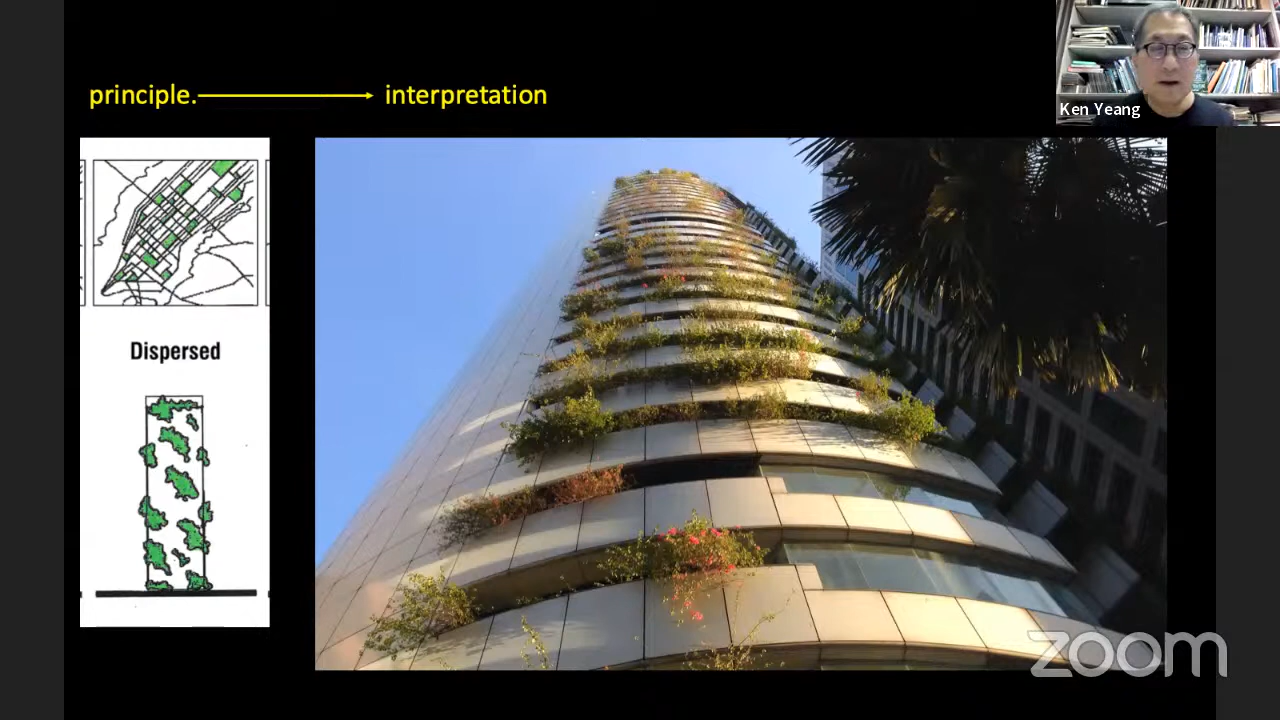 principle.
interpretation
Ken Yeang
Dispersed
zoom